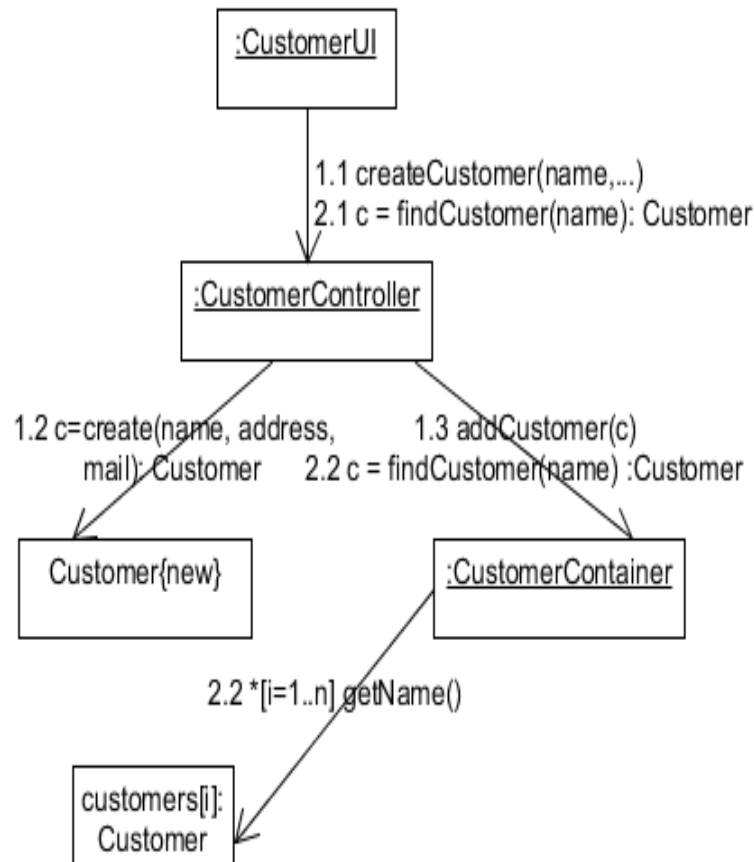 :CustomerUI
1.1 createCustomer(name,...)
2.1 c = findCustomer(name): Customer
:CustomerController
1.2 c=create(name, address,
mail): Customer
1.3 addCustomer(c)
2.2 c = findCustomer(name) :Customer
Customer{new}
:CustomerContainer
2.2 *[i=1..n] getName()
customers[i]:
Customer